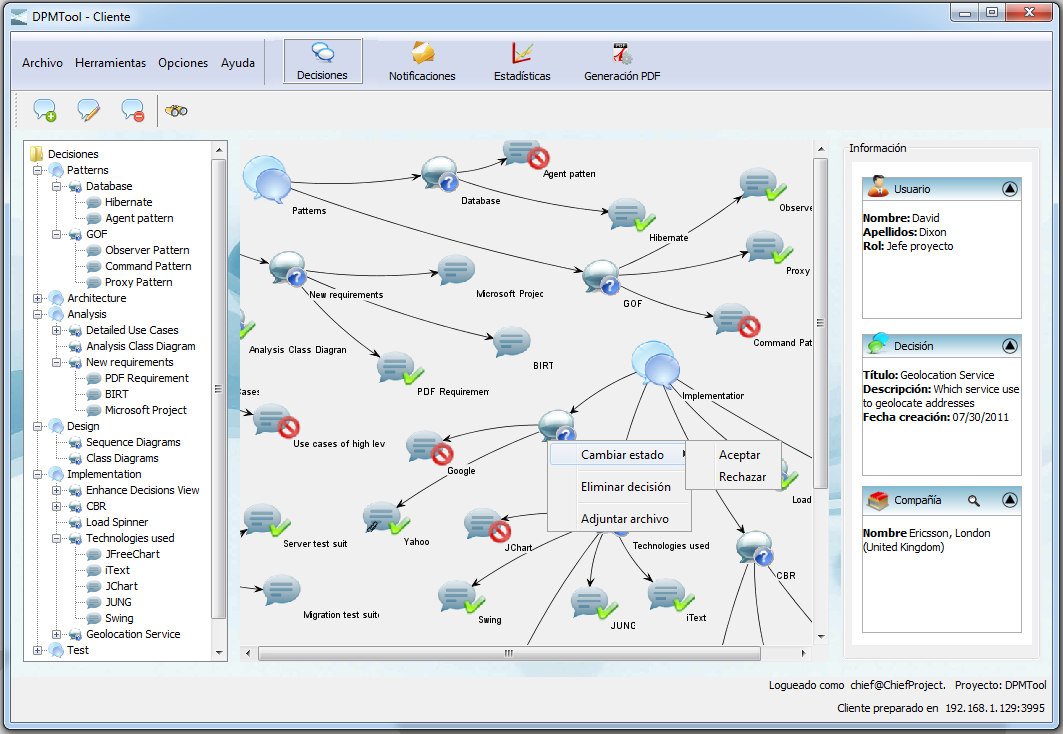 DPMTool - Cliente
Archivo Herramientas Opciones Ayuda
Decisiones
Notificaciones
Estadísticas
PDF
Generación PDF
Decisiones
Patterns
Database
Hibernate
Agent pattern
GOF
Observer Pattern
Command Pattern
Proxy Pattern
Architecture
Analysis
Detailed Use Cases
Analysis Class Diagram
New requirements
PDF Requirement
BIRT
Microsoft Project
Design
Sequence Diagrams
Class Diagrams
Implementation
Enhance Decisions View
CBR
Load Spinner
Technologies used
JFreeChart
iText
JChart
JUNG
Swing
Geolocation Service
Test
Agent patten
Patterns
Database
Observe
Hibernate
Proxy
New requirements
Microsoft Projec
GOF
Command Pat
Analysis Class Diagran
BIRT
PDF Requiremen
Implementatior
Cases:
Use cases of high lev
Google
Cambiar estado
Aceptar
Rechazar
Eliminar decisión
Adjuntar archivo
Load
Server test suit
Yahoo
JChart
Technologies used
CBR
Migration test suite
Swing
JUNG
iText
Información
Usuario
Nombre: David
Apellidos: Dixon
Rol: Jefe proyecto
Decisión
Título: Geolocation Service
Descripción: Which service use
to geolocate addresses
Fecha creación: 07/30/2011
Compañía
Nombre Ericsson, London
(United Kingdom)
Logueado como chief@ChiefProject. Proyecto: DPMTool
Cliente preparado en 192.168.1.129:3995